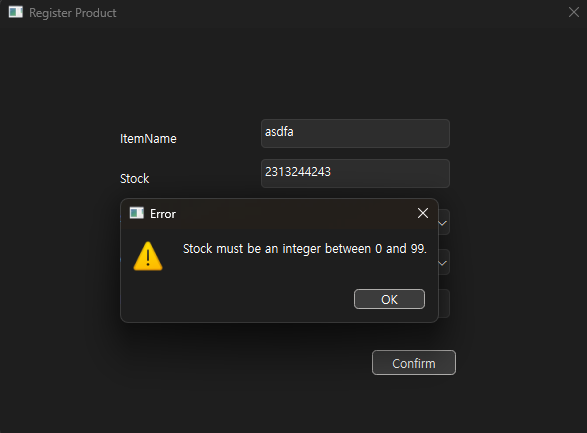 Register Product
ItemName
asdfa
Stock
2313244243
Error
Stock must be an integer between 0 and 99.
OK
Confirm